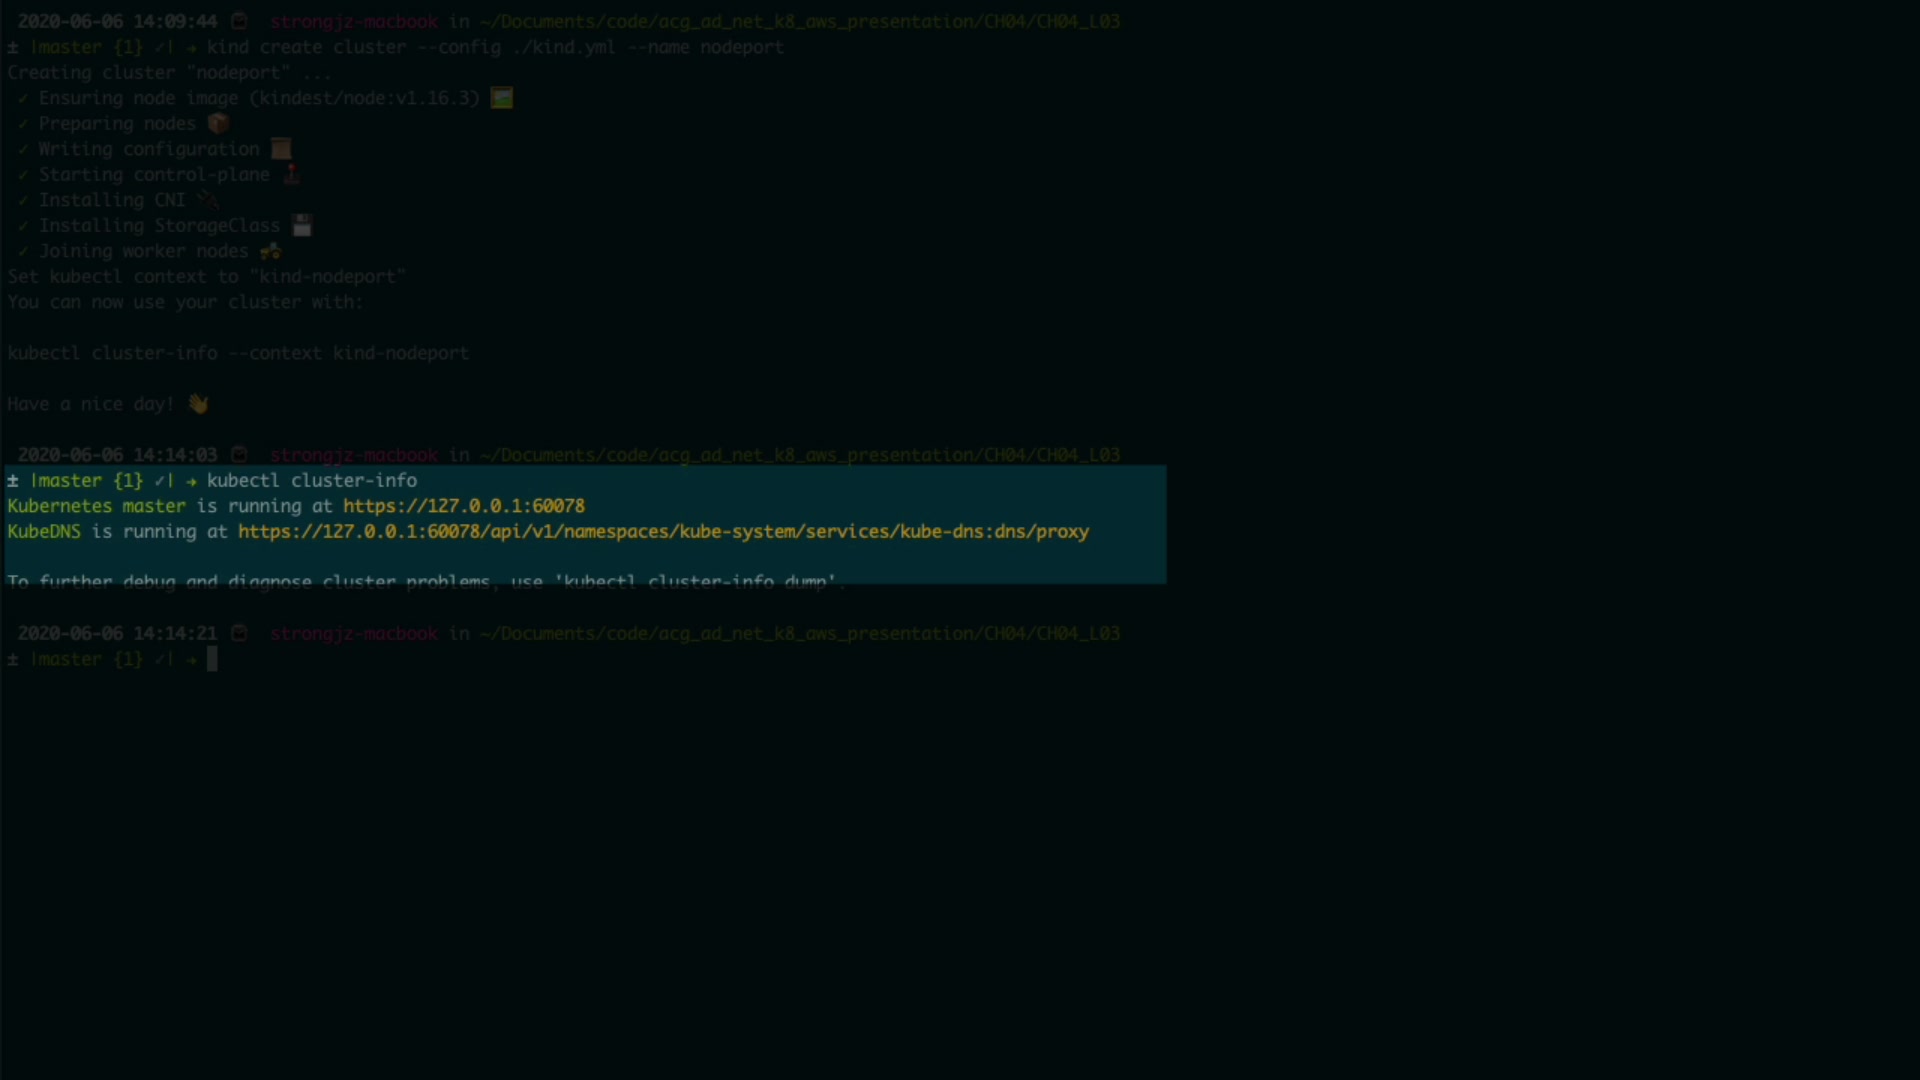 2020-06-06 14:09:44 strongjz-macbook in ~/Documents/code/acg_ad_net_k8_aws_presentation/CH04/CH04_L03
± |master {1} ✓| → kind create cluster --config ./kind.yml --name nodeport
Creating cluster "nodeport" ...
✓ Ensuring node image (kindest/node:v1.16.3) 🖼
✓ Preparing nodes 📦
✓ Writing configuration 📜
✓ Starting control-plane 🕹️
✓ Installing CNI 🔌
✓ Installing StorageClass 💾
✓ Joining worker nodes 🚜
Set kubectl context to "kind-nodeport"
You can now use your cluster with:
kubectl cluster-info --context kind-nodeport
Have a nice day! 👋
2020-06-06 14:14:03 strongjz-macbook in ~/Documents/code/acg_ad_net_k8_aws_presentation/CH04/CH04_L03
± |master {1} ✓| → kubectl cluster-info
Kubernetes master is running at https://127.0.0.1:60078
KubeDNS is running at https://127.0.0.1:60078/api/v1/namespaces/kube-system/services/kube-dns:dns/proxy
To further debug and diagnose cluster problems, use 'kubectl cluster-info dump'.
2020-06-06 14:14:21 strongjz-macbook in ~/Documents/code/acg_ad_net_k8_aws_presentation/CH04/CH04_L03
± |master {1} ✓| →